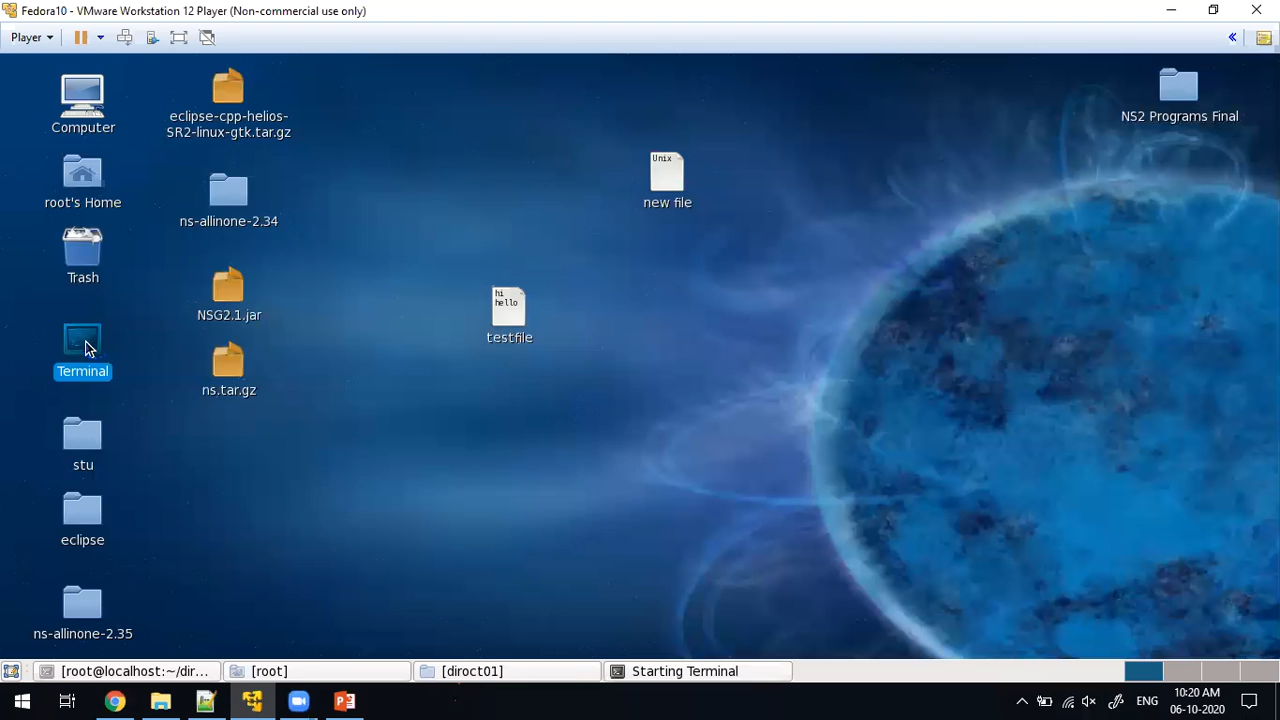 Fedora10 - VMware Workstation 12 Player (Non-commercial use only)
Player
Computer
root's Home
Trash
Terminal
stu
eclipse
ns-allinone-2.35
eclipse-cpp-helios-
SR2-linux-gtk.tar.gz
ns-allinone-2.34
NSG2.1.jar
ns.tar.gz
hi
hello
testfile
Unix
new file
NS2 Programs Final
[root@localhost:~/dir...
[root]
[diroct01]
Starting Terminal
ENG
10:20 AM
06-10-2020